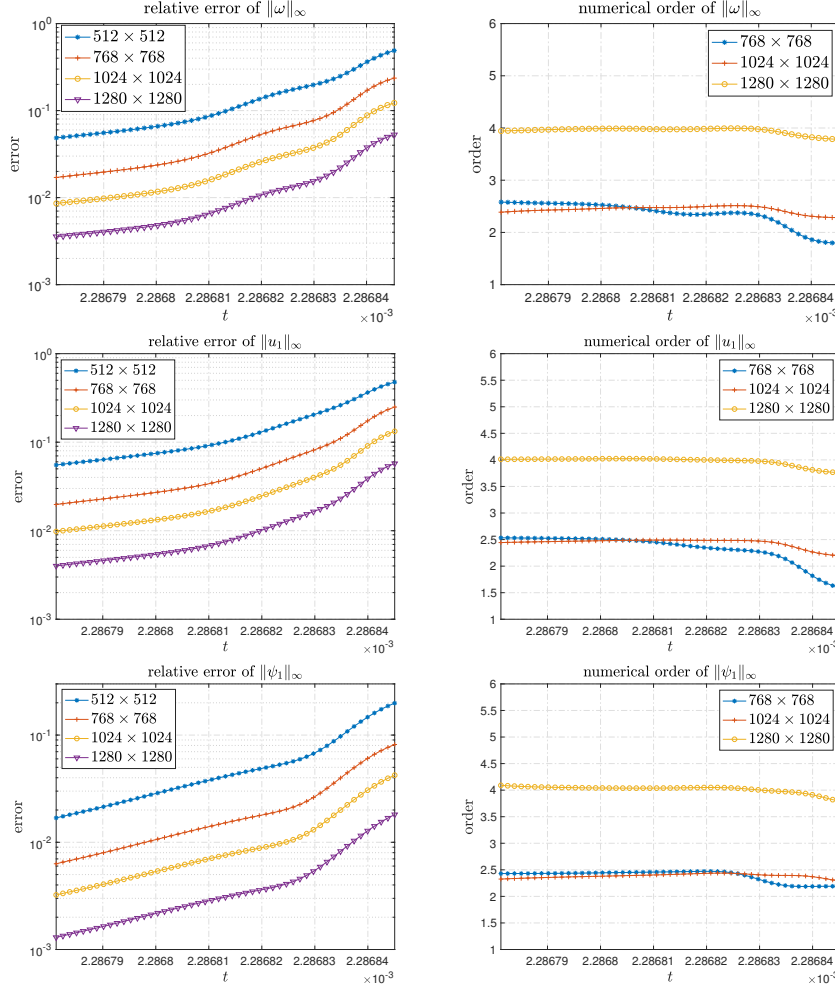 relative error of ‖ω‖∞
10^0
10^-1
10^-2
10^-3
error
512 × 512
768 × 768
1024 × 1024
1280 × 1280
2.28679 2.2868 2.28681 2.28682 2.28683 2.28684
t
×10^-3
numerical order of ‖ω‖∞
6
5
4
3
2
1
order
768 × 768
1024 × 1024
1280 × 1280
2.28679 2.2868 2.28681 2.28682 2.28683 2.28684
t
×10^-3
relative error of ‖u₁‖∞
10^0
10^-1
10^-2
10^-3
error
512 × 512
768 × 768
1024 × 1024
1280 × 1280
2.28679 2.2868 2.28681 2.28682 2.28683 2.28684
t
×10^-3
numerical order of ‖u₁‖∞
6
5.5
5
4.5
4
3.5
3
2.5
2
1.5
1
order
768 × 768
1024 × 1024
1280 × 1280
2.28679 2.2868 2.28681 2.28682 2.28683 2.28684
t
×10^-3
relative error of ‖ψ₁‖∞
10^-1
10^-2
10^-3
error
512 × 512
768 × 768
1024 × 1024
1280 × 1280
2.28679 2.2868 2.28681 2.28682 2.28683 2.28684
t
×10^-3
numerical order of ‖ψ₁‖∞
6
5.5
5
4.5
4
3.5
3
2.5
2
1.5
1
order
768 × 768
1024 × 1024
1280 × 1280
2.28679 2.2868 2.28681 2.28682 2.28683 2.28684
t
×10^-3